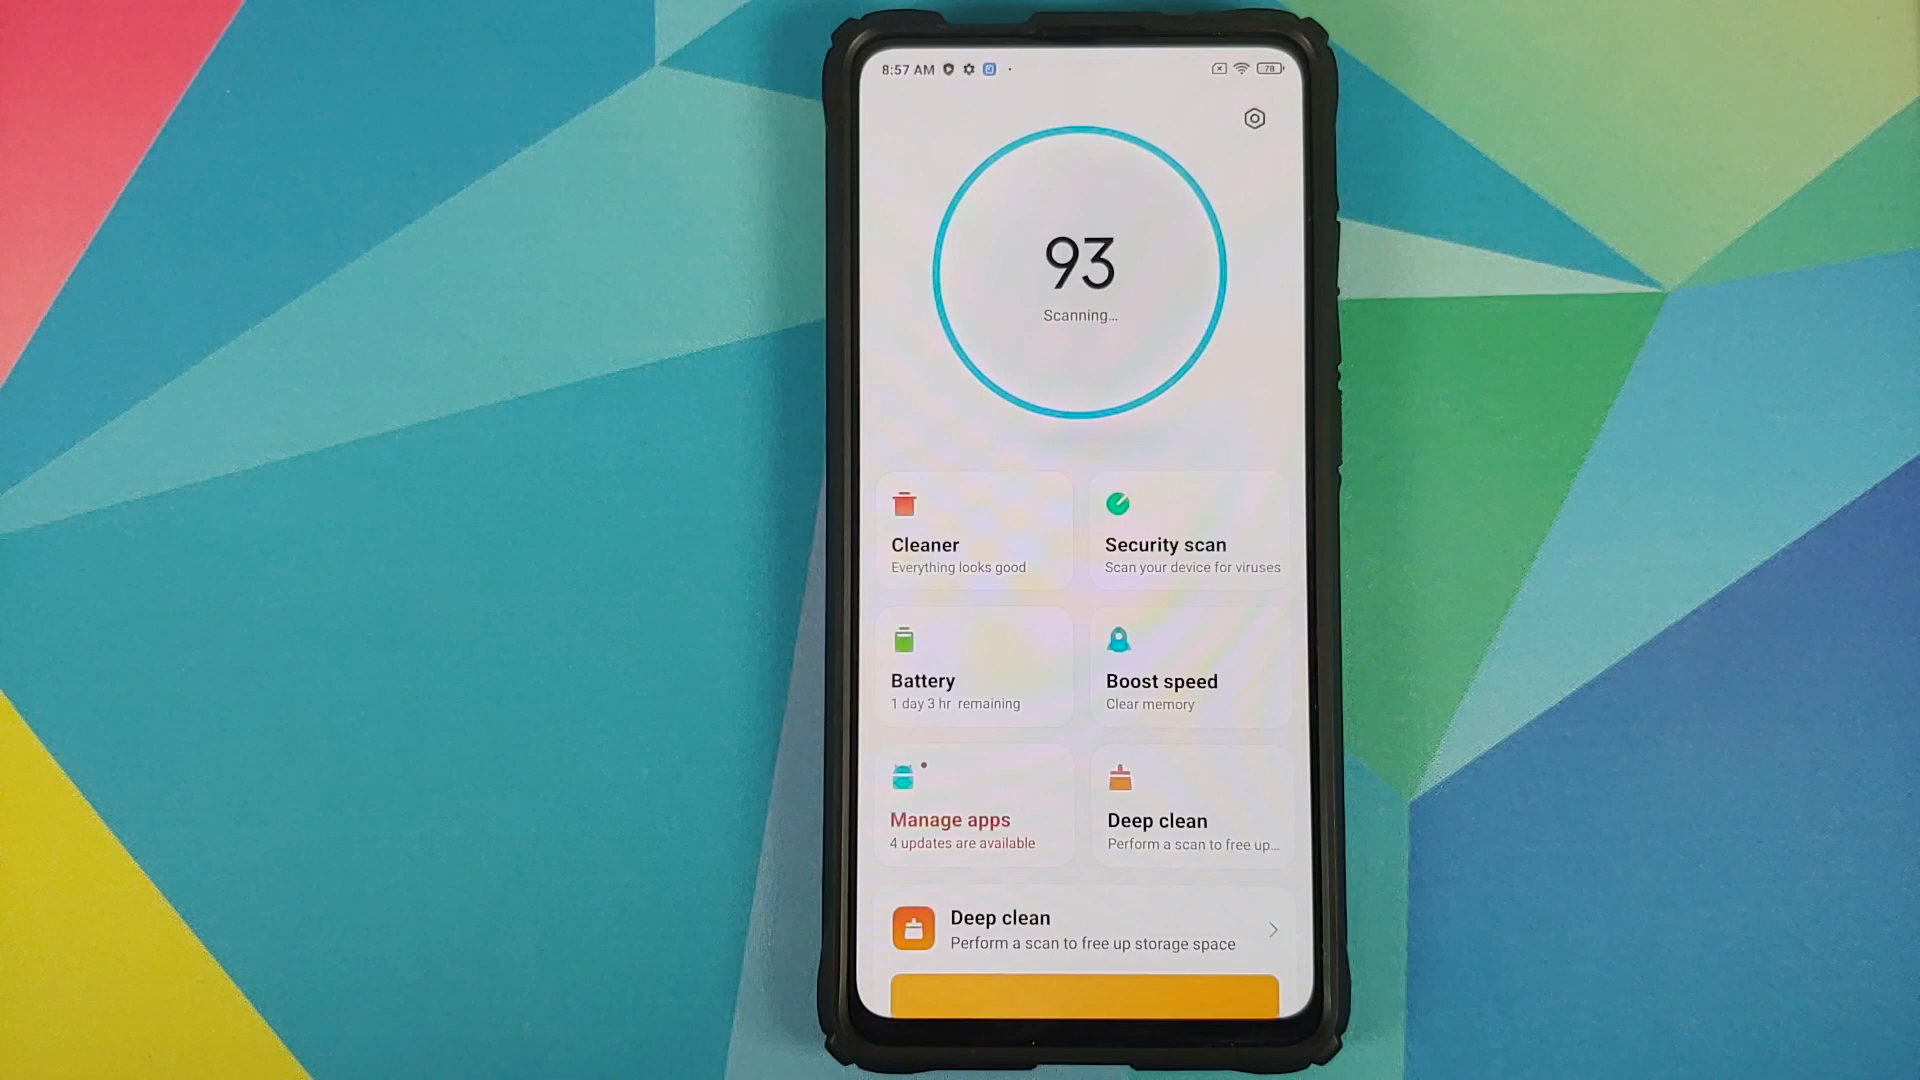 8:57 AM
78
93
Scanning...
Cleaner
Everything looks good
Security scan
Scan your device for viruses
Battery
1 day 3 hr remaining
Boost speed
Clear memory
Manage apps
4 updates are available
Deep clean
Perform a scan to free up...
Deep clean
Perform a scan to free up storage space